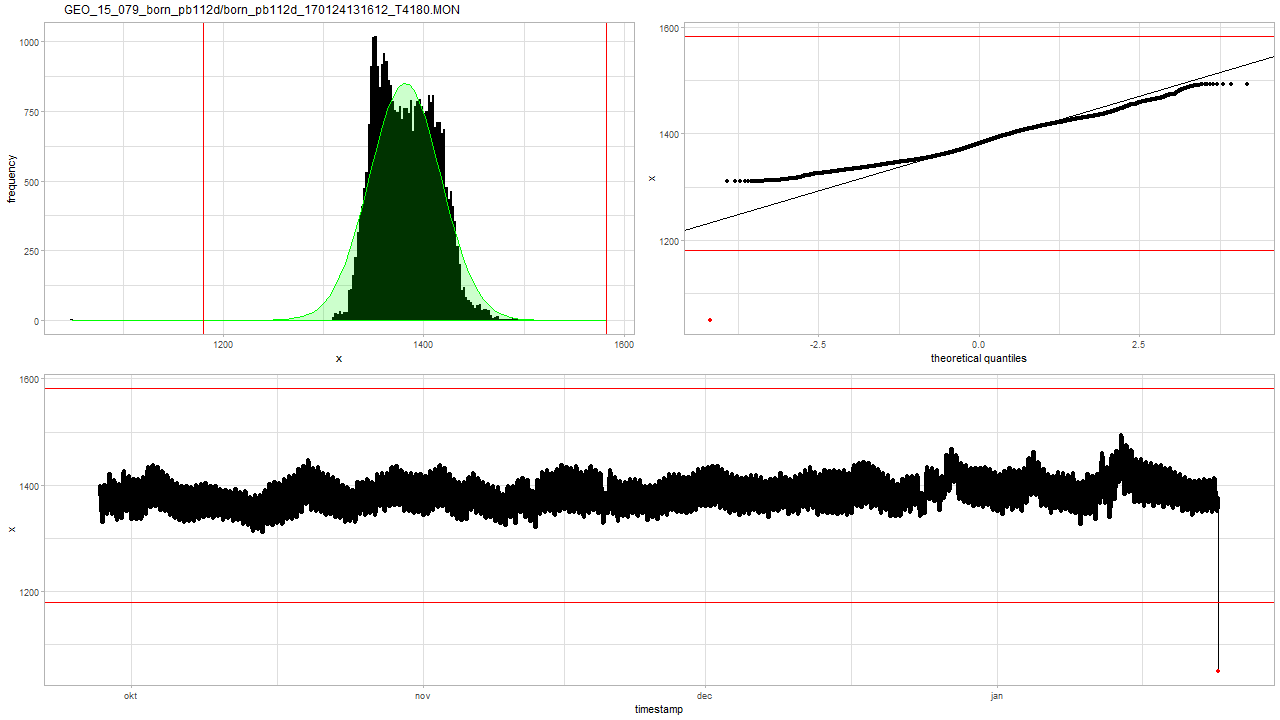 GEO_15_079_born_pb112d/born_pb112d_170124131612_T4180.MON
1000
750
500
250
0
frequency
1200
1400
1600
x
1600
1400
1200
x
-2.5
0.0
2.5
theoretical quantiles
1600
1400
1200
x
okt
nov
dec
jan
timestamp